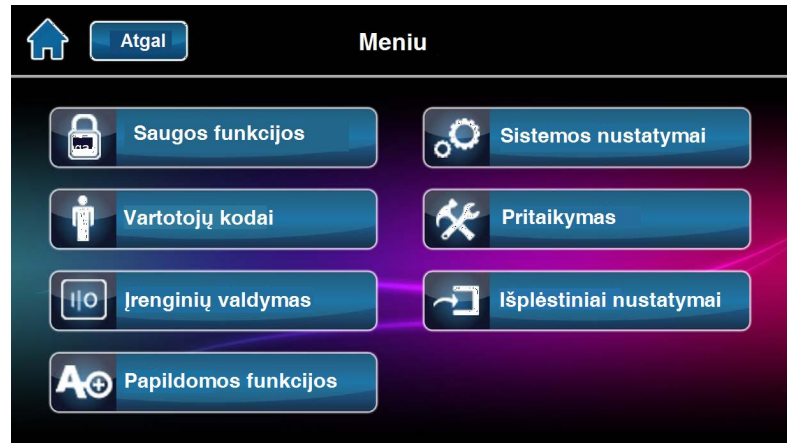 Atgal
Meniu
Saugos funkcijos
Sistemos nustatymai
Vartotojų kodai
Pritaikymas
I|O
Įrenginių valdymas
Išplėstiniai nustatymai
A
Papildomos funkcijos